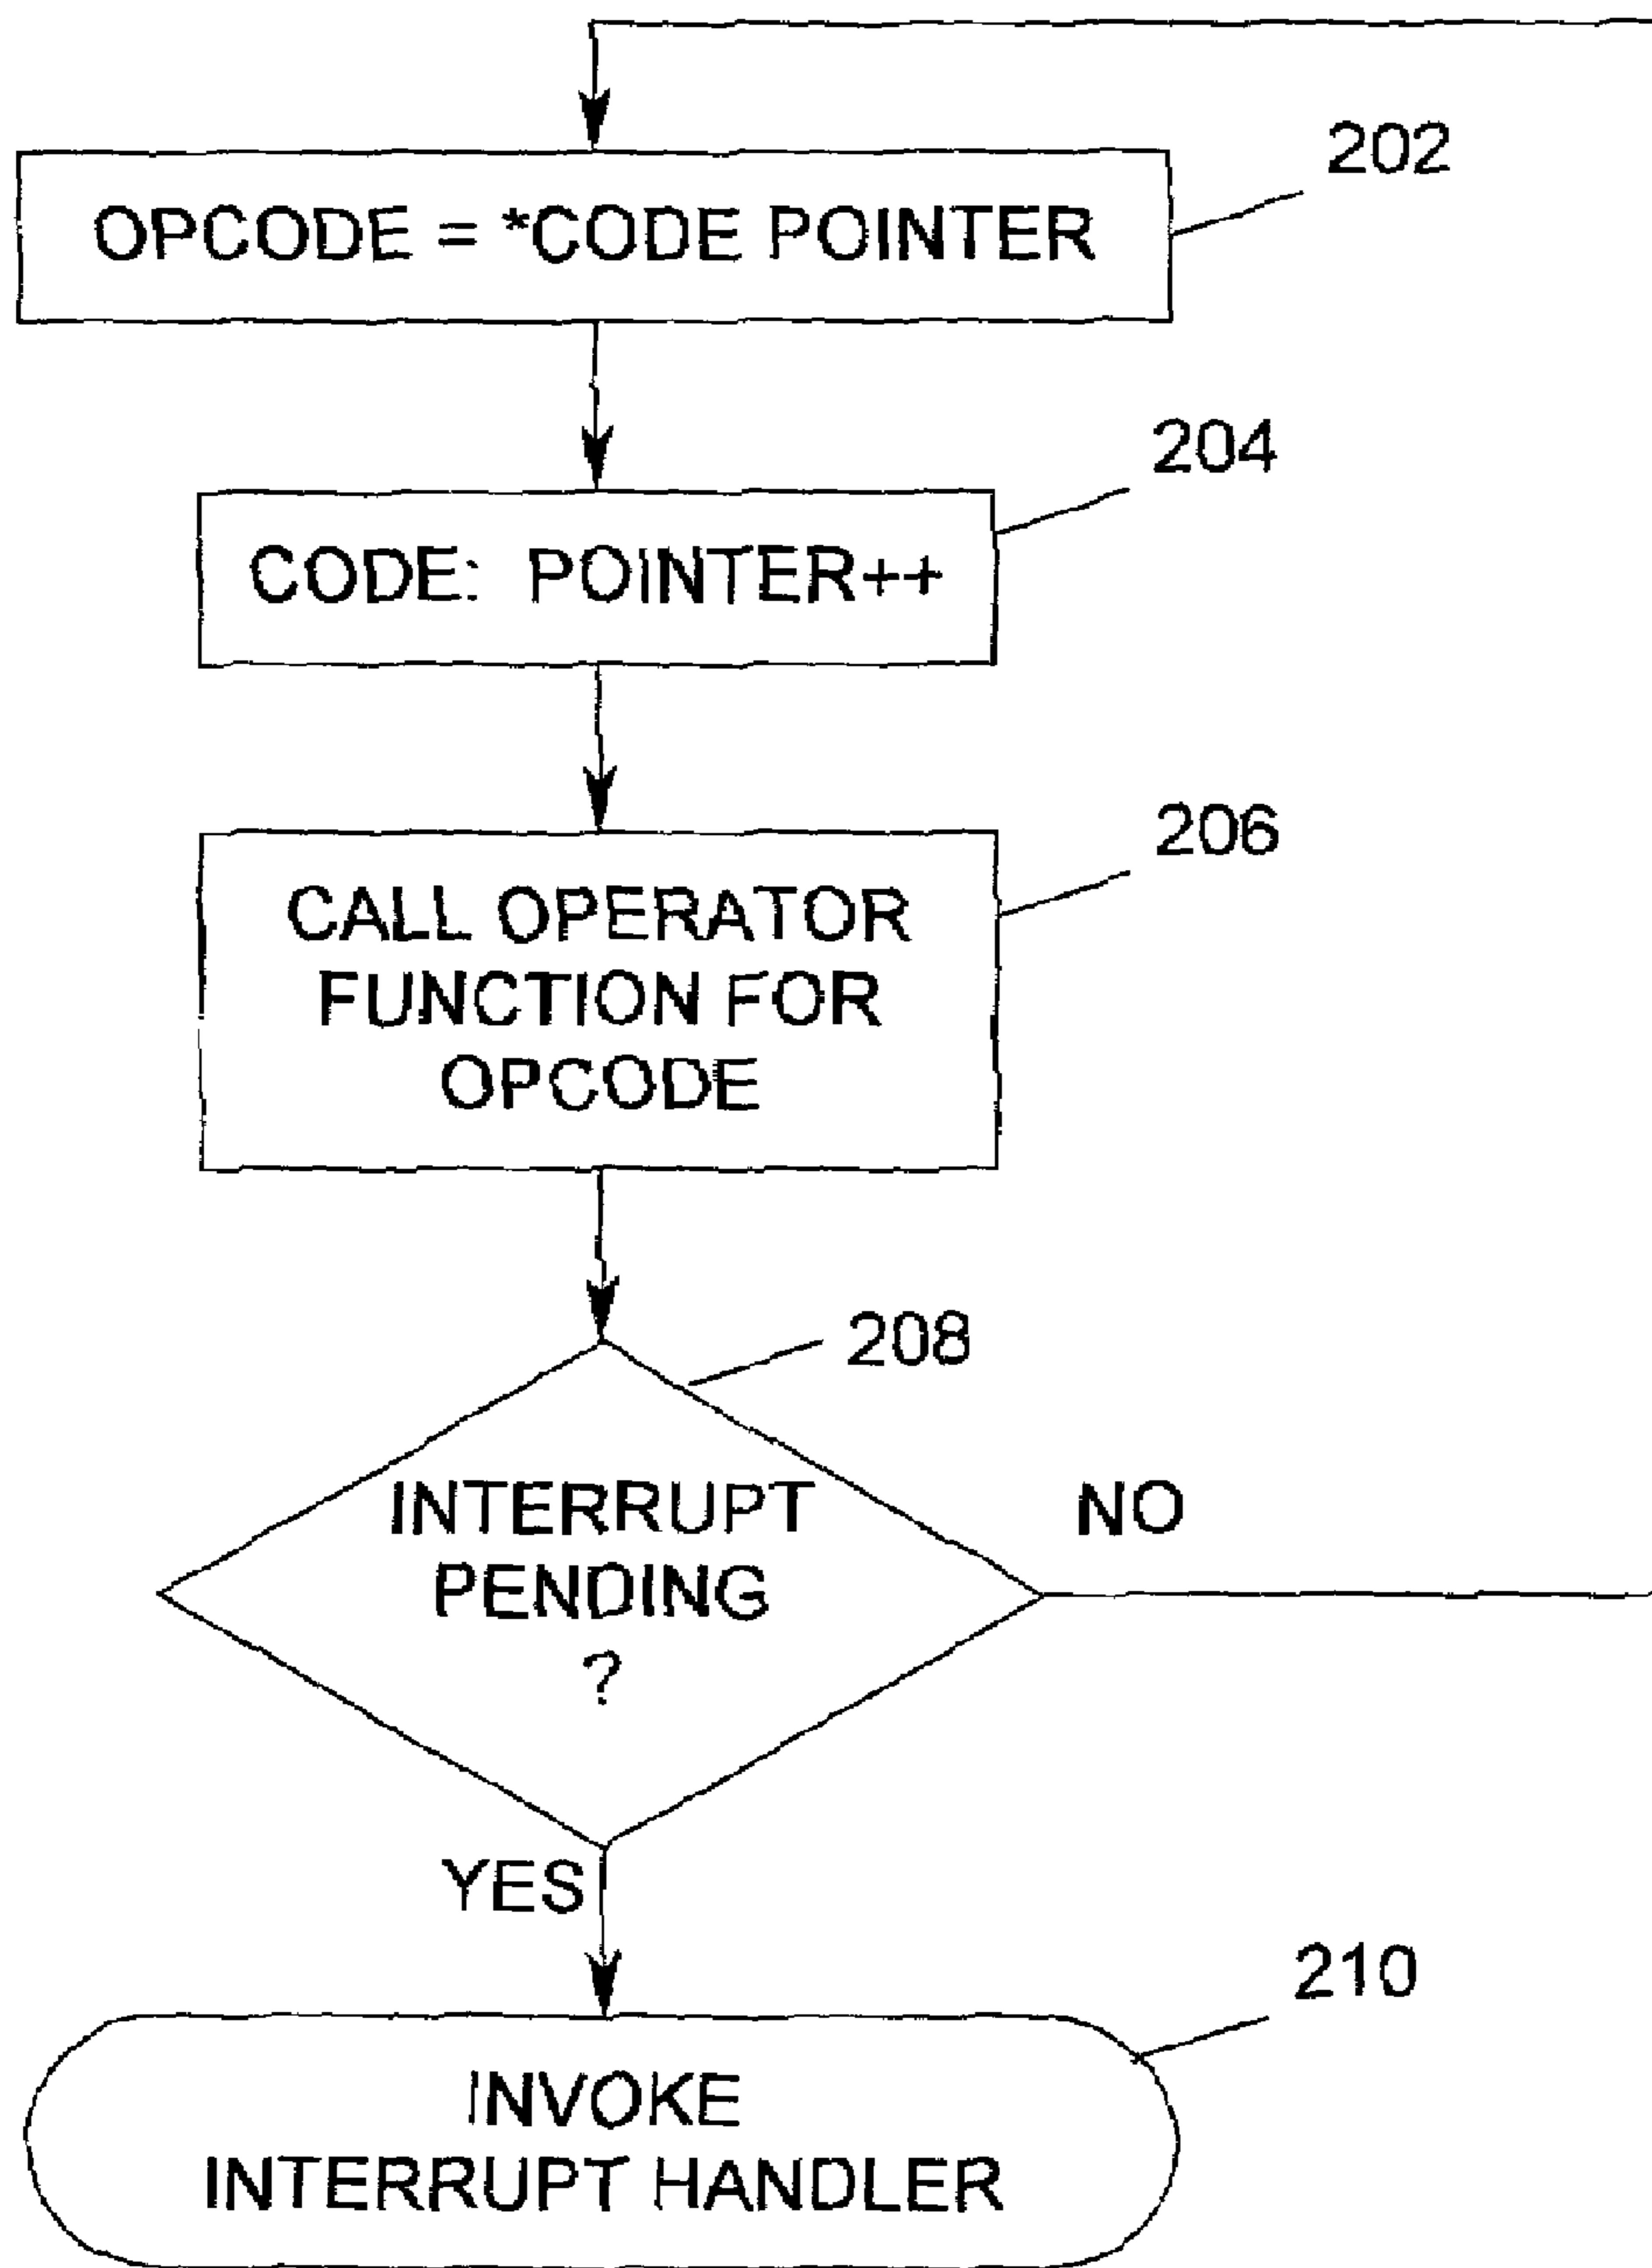 202
OPCODE = *CODE POINTER
204
CODE: POINTER++
206
CALL OPERATOR
FUNCTION FOR
OPCODE
208
INTERRUPT
PENDING
?
NO
YES
210
INVOKE
INTERRUPT HANDLER